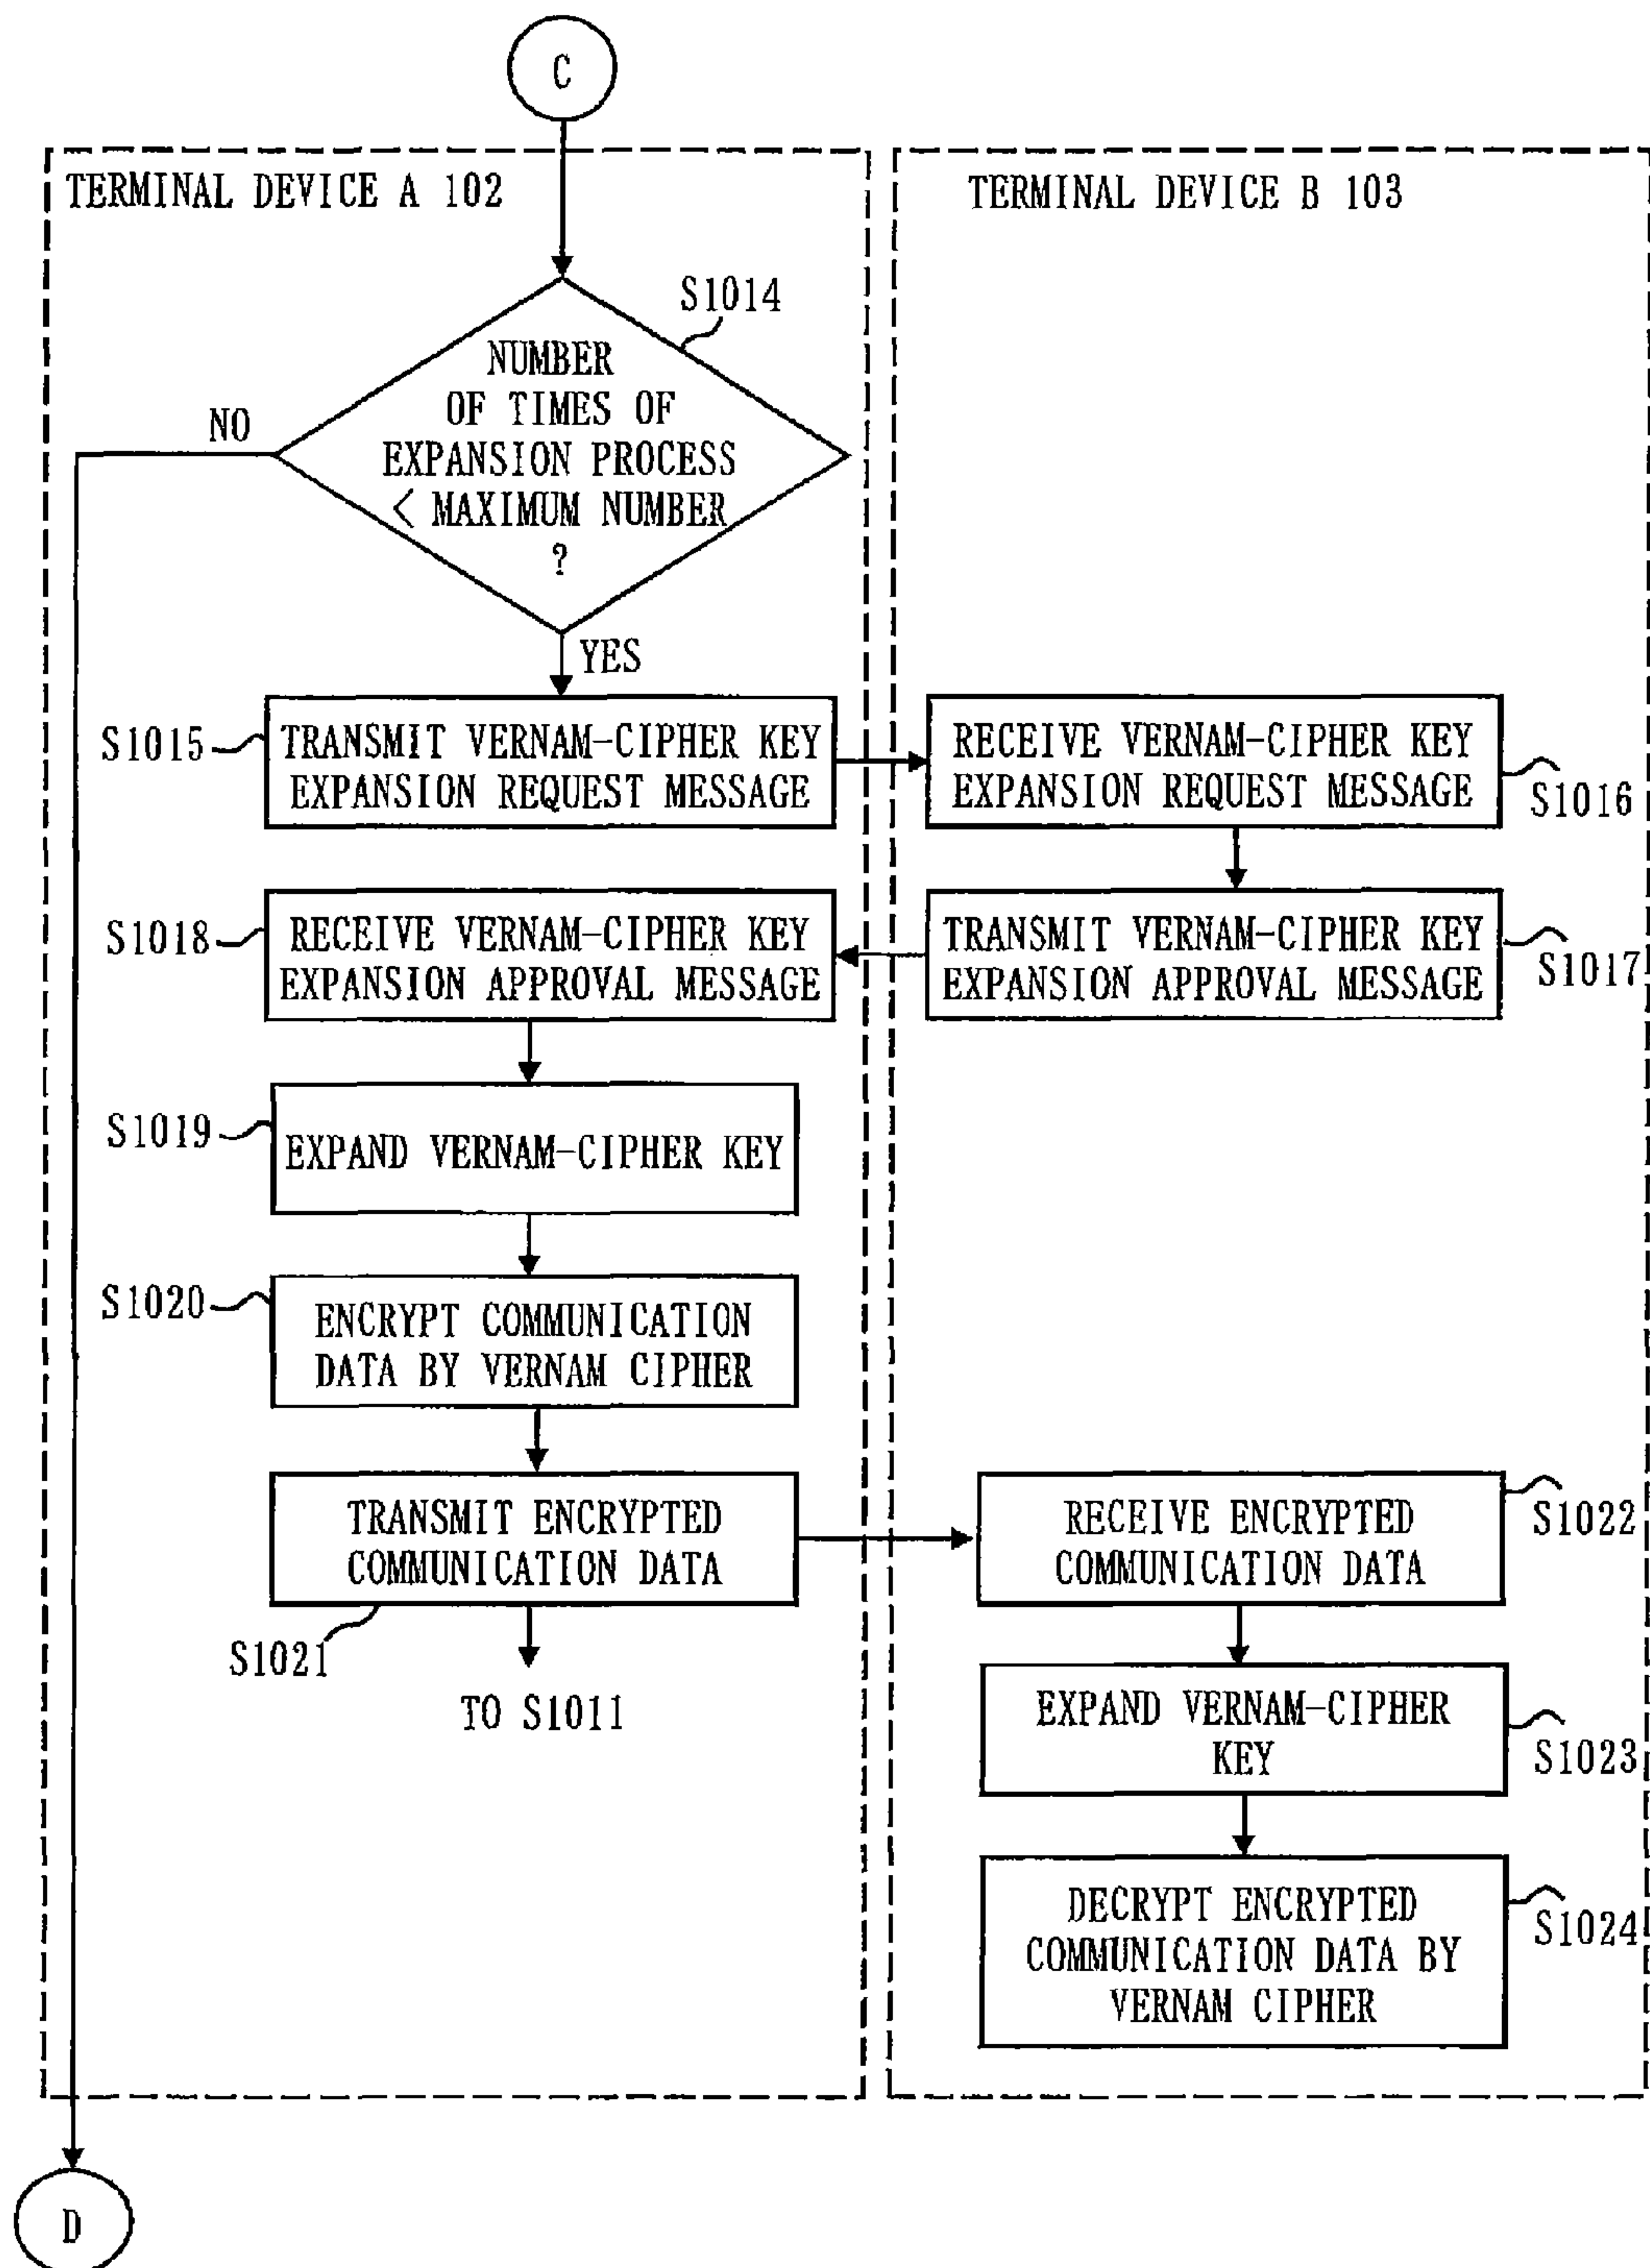 C
TERMINAL DEVICE A 102
TERMINAL DEVICE B 103
S1014
NUMBER
OF TIMES OF
EXPANSION PROCESS
< MAXIMUM NUMBER
?
NO
YES
S1015
TRANSMIT VERNAM-CIPHER KEY
EXPANSION REQUEST MESSAGE
RECEIVE VERNAM-CIPHER KEY
EXPANSION REQUEST MESSAGE
S1016
S1018
RECEIVE VERNAM-CIPHER KEY
EXPANSION APPROVAL MESSAGE
TRANSMIT VERNAM-CIPHER KEY
EXPANSION APPROVAL MESSAGE
S1017
S1019
EXPAND VERNAM-CIPHER KEY
S1020
ENCRYPT COMMUNICATION
DATA BY VERNAM CIPHER
TRANSMIT ENCRYPTED
COMMUNICATION DATA
S1021
TO S1011
RECEIVE ENCRYPTED
COMMUNICATION DATA
S1022
EXPAND VERNAM-CIPHER
KEY
S1023
DECRYPT ENCRYPTED
COMMUNICATION DATA BY
VERNAM CIPHER
S1024
D